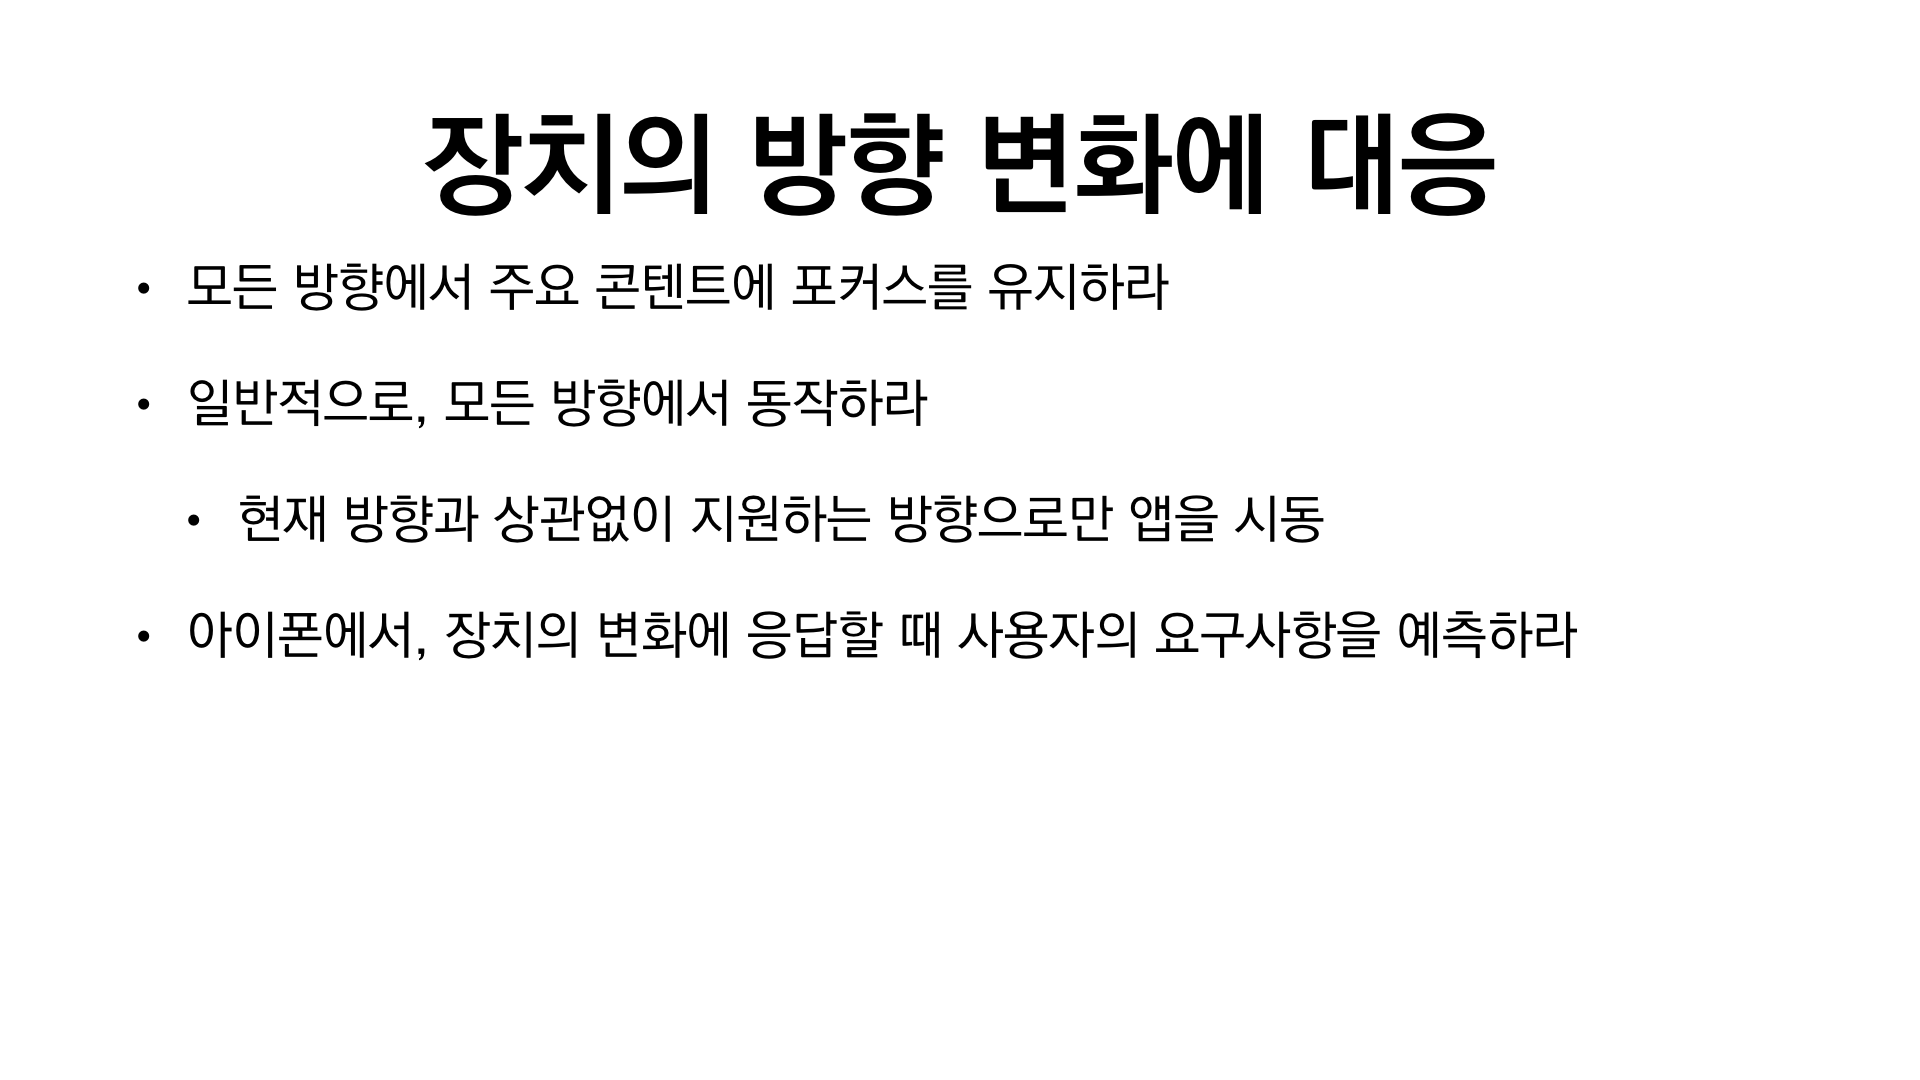 장치의 방향 변화에 대응
• 모든 방향에서 주요 콘텐트에 포커스를 유지하라
• 일반적으로, 모든 방향에서 동작하라
• 현재 방향과 상관없이 지원하는 방향으로만 앱을 시동
• 아이폰에서, 장치의 변화에 응답할 때 사용자의 요구사항을 예측하라